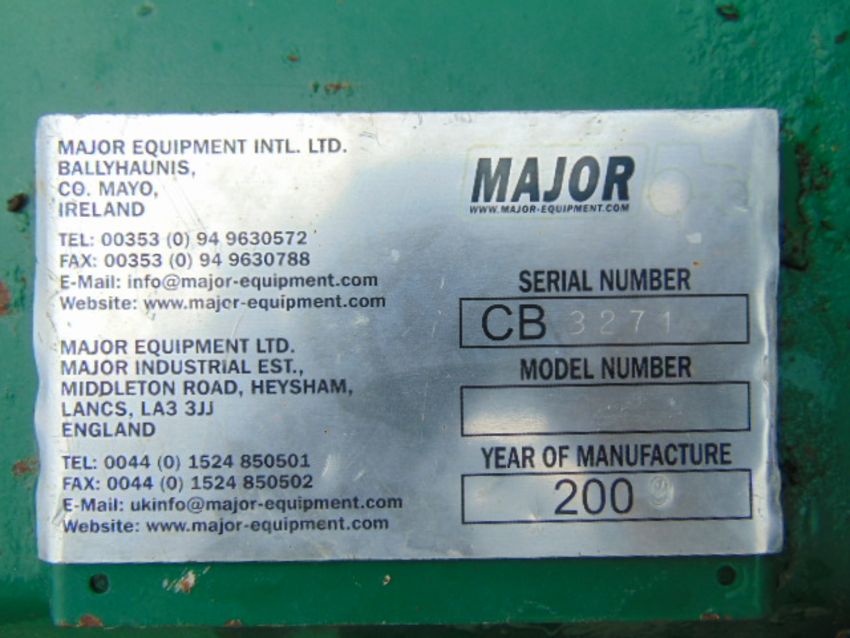 MAJOR EQUIPMENT INTL. LTD.
BALLYHAUNIS,
CO. MAYO,
IRELAND
TEL: 00353 (0) 94 9630572
FAX: 00353 (0) 94 9630788
E-Mail: info@major-equipment.com
Website: www.major-equipment.com
MAJOR EQUIPMENT LTD.
MAJOR INDUSTRIAL EST.,
MIDDLETON ROAD, HEYSHAM,
LANCS, LA3 3JJ
ENGLAND
TEL: 0044 (0) 1524 850501
FAX: 0044 (0) 1524 850502
E-Mail: ukinfo@major-equipment.com
Website: www.major-equipment.com
MAJOR
WWW.MAJOR-EQUIPMENT.COM
SERIAL NUMBER
CB 3271
MODEL NUMBER
YEAR OF MANUFACTURE
2009